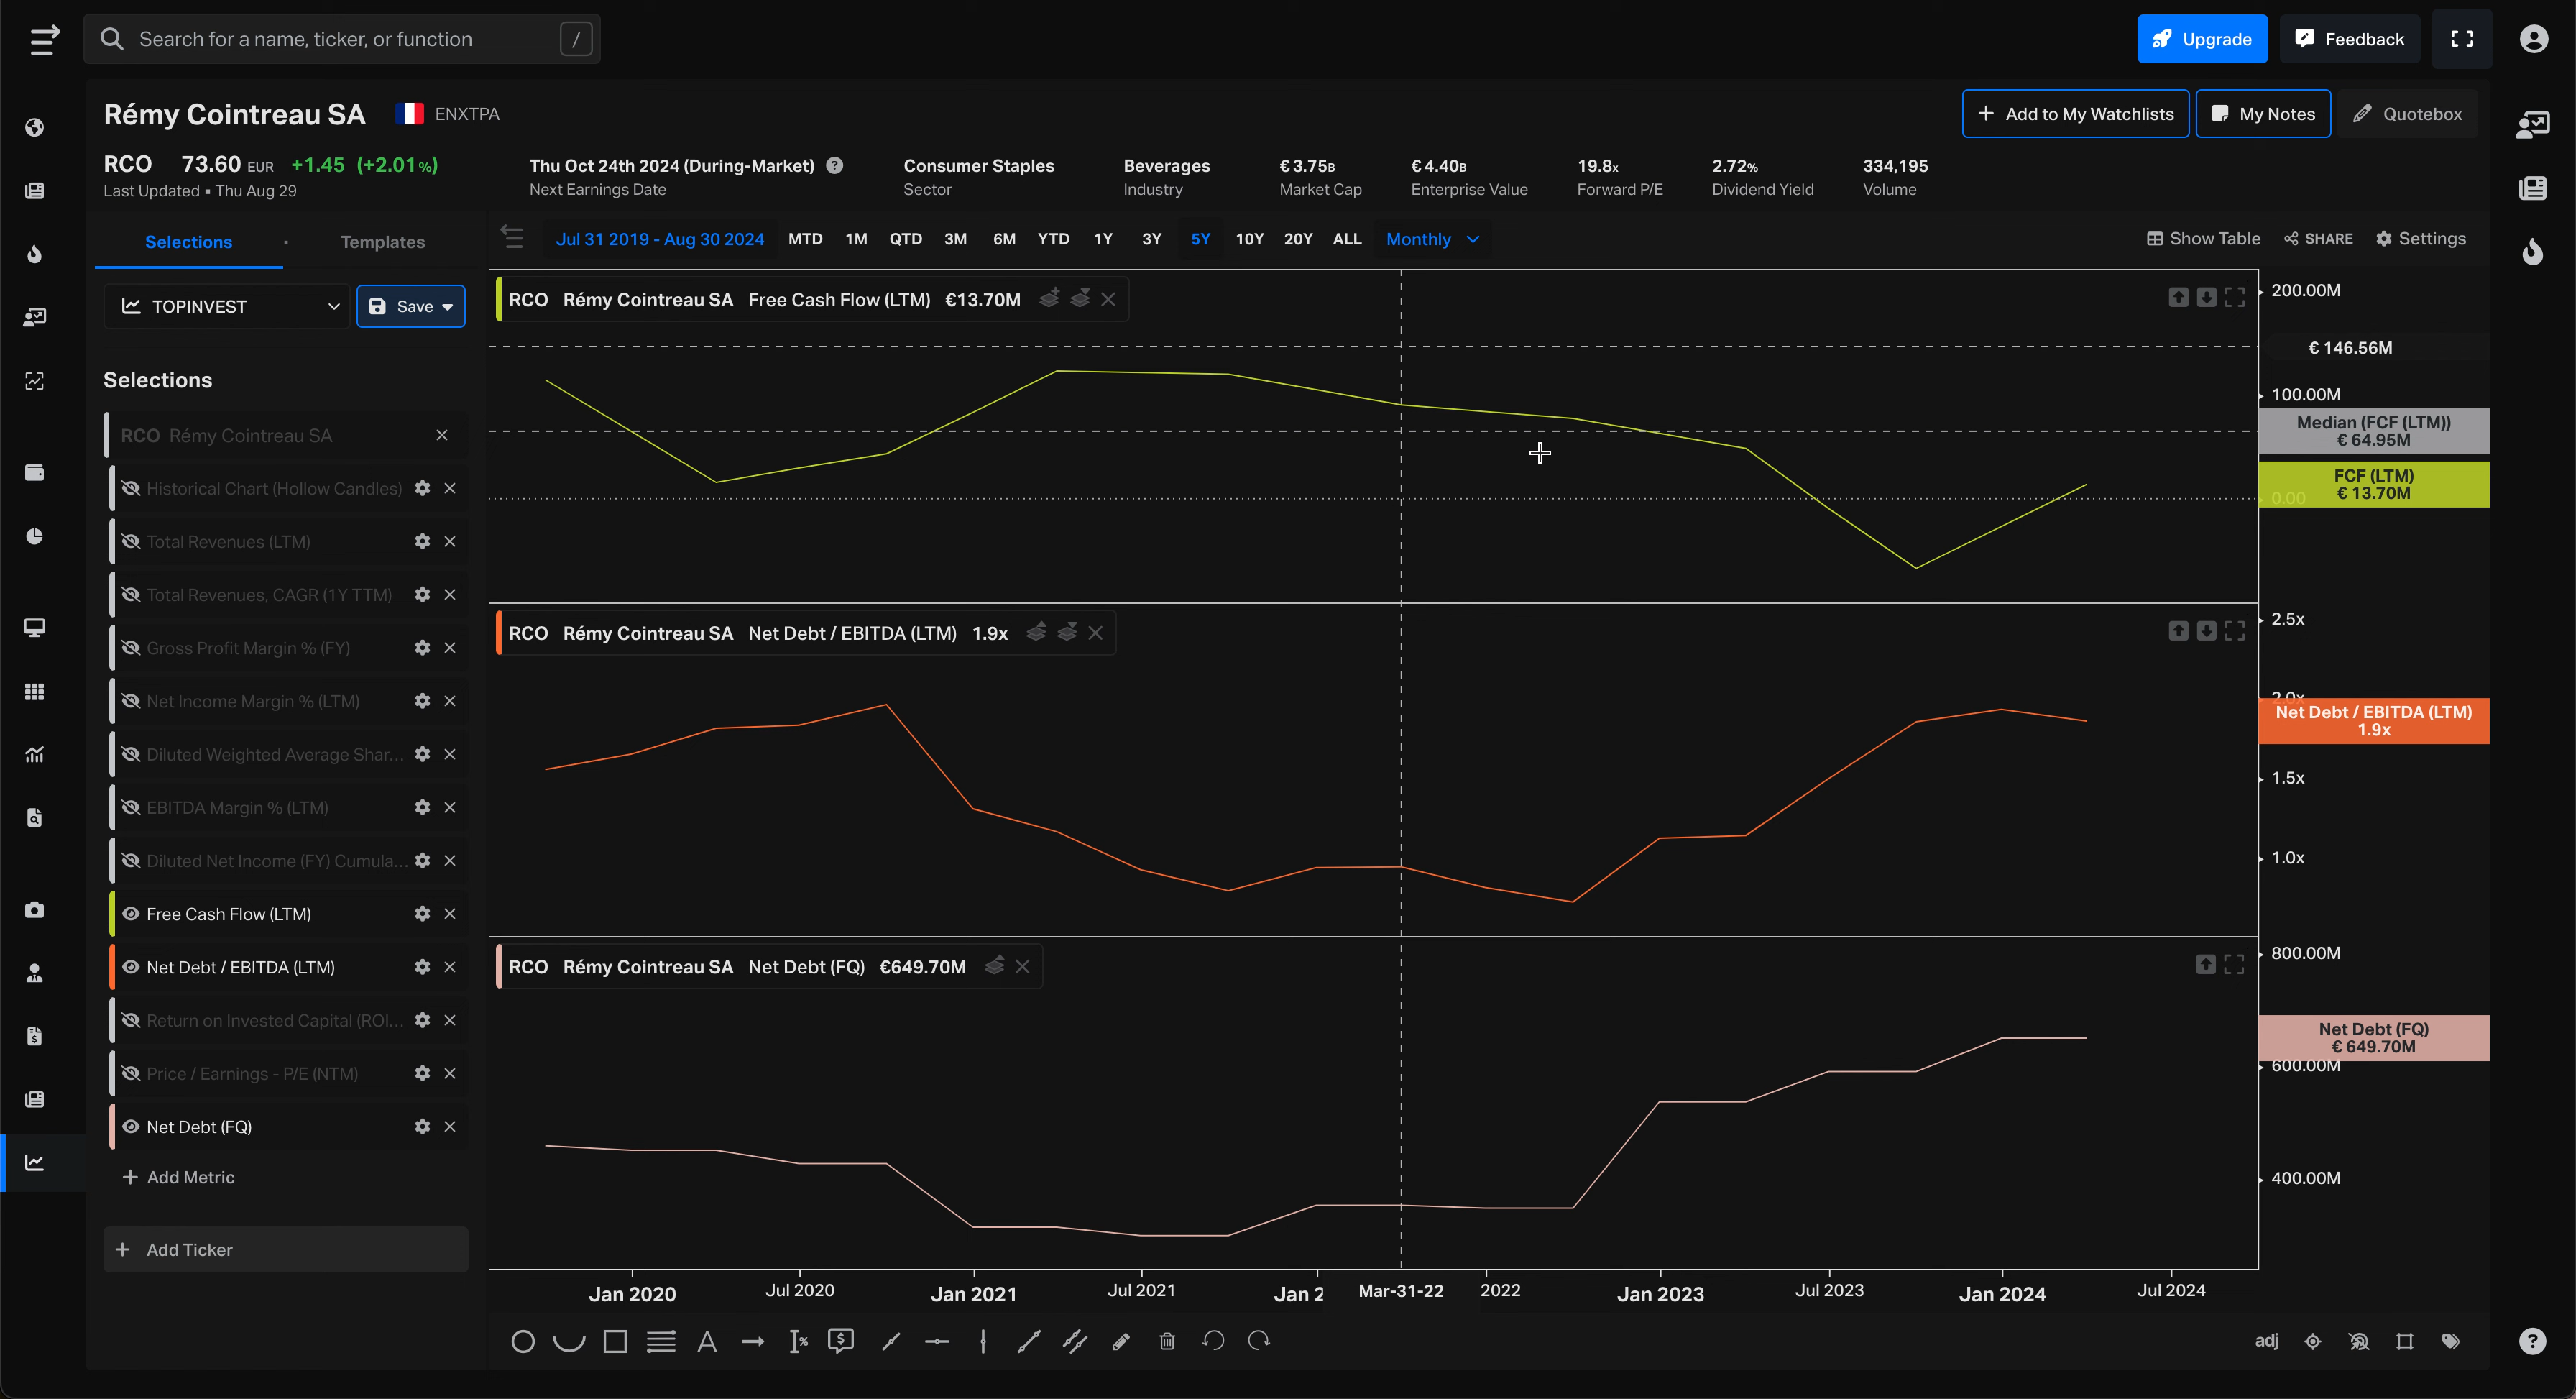 Search for a name, ticker, or function /
Upgrade
Feedback
Rémy Cointreau SA ENXTPA
+ Add to My Watchlists
My Notes
Quotebox
RCO 73.60 EUR +1.45 (+2.01%)
Last Updated ▪ Thu Aug 29
Thu Oct 24th 2024 (During-Market) ?
Next Earnings Date
Consumer Staples
Sector
Beverages
Industry
€3.75B
Market Cap
€4.40B
Enterprise Value
19.8x
Forward P/E
2.72%
Dividend Yield
334,195
Volume
Selections · Templates
Jul 31 2019 - Aug 30 2024 MTD 1M QTD 3M 6M YTD 1Y 3Y 5Y 10Y 20Y ALL Monthly
Show Table SHARE Settings
TOPINVEST
Save
Selections
RCO Rémy Cointreau SA
Historical Chart (Hollow Candles)
Total Revenues (LTM)
Total Revenues, CAGR (1Y TTM)
Gross Profit Margin % (FY)
Net Income Margin % (LTM)
Diluted Weighted Average Shar...
EBITDA Margin % (LTM)
Diluted Net Income (FY) Cumula...
Free Cash Flow (LTM)
Net Debt / EBITDA (LTM)
Return on Invested Capital (ROI...
Price / Earnings - P/E (NTM)
Net Debt (FQ)
+ Add Metric
+ Add Ticker
RCO Rémy Cointreau SA Free Cash Flow (LTM) €13.70M
200.00M
€ 146.56M
100.00M
Median (FCF (LTM))
€ 64.95M
FCF (LTM)
€ 13.70M
0.00
RCO Rémy Cointreau SA Net Debt / EBITDA (LTM) 1.9x
2.5x
2.0x
Net Debt / EBITDA (LTM)
1.9x
1.5x
1.0x
RCO Rémy Cointreau SA Net Debt (FQ) €649.70M
800.00M
Net Debt (FQ)
€ 649.70M
600.00M
400.00M
Jan 2020 Jul 2020 Jan 2021 Jul 2021 Jan 2 Mar-31-22 2022 Jan 2023 Jul 2023 Jan 2024 Jul 2024
adj
?